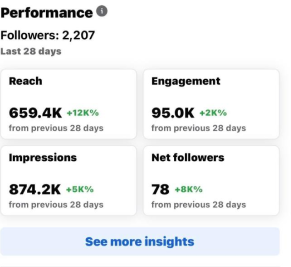 Performance
Followers: 2,207
Last 28 days
Reach
659.4K +12K%
from previous 28 days
Engagement
95.0K +2K%
from previous 28 days
Impressions
874.2K +5K%
from previous 28 days
Net followers
78 +8K%
from previous 28 days
See more insights